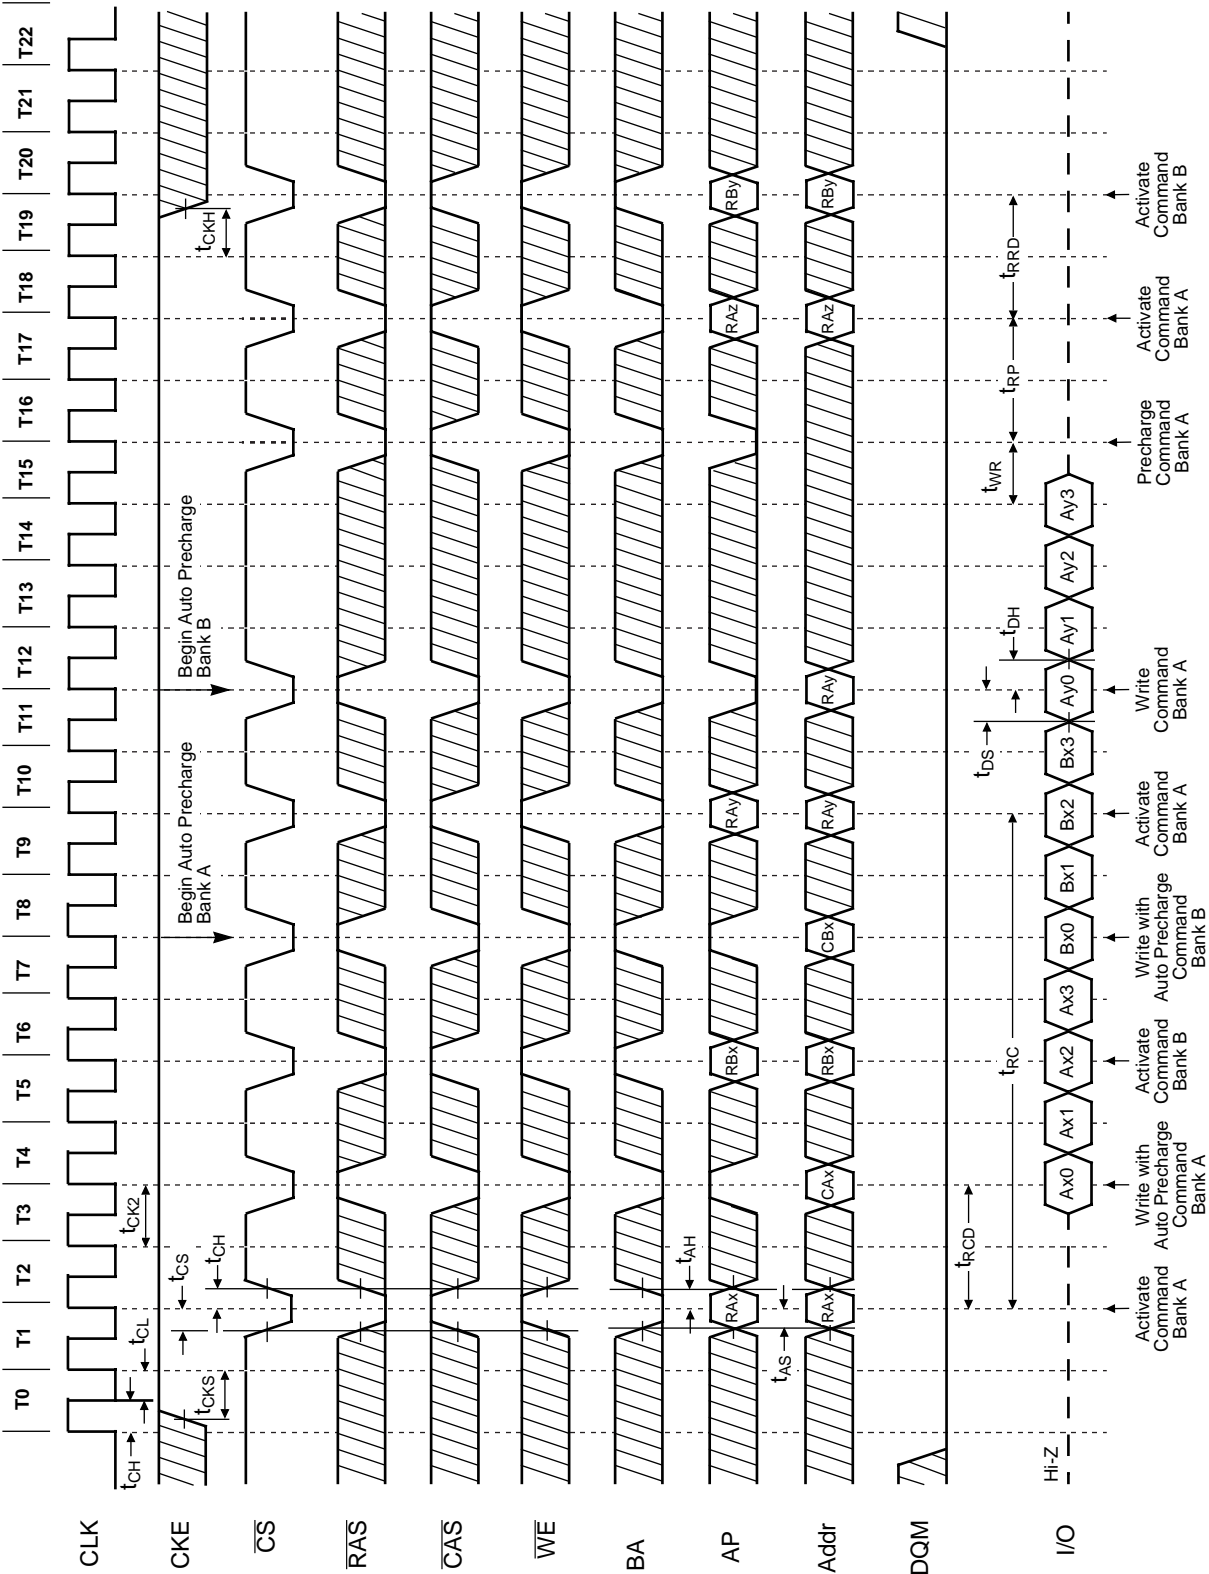 T0 T1 T2 T3 T4 T5 T6 T7 T8 T9 T10 T11 T12 T13 T14 T15 T16 T17 T18 T19 T20 T21 T22
CLK
tCH
tCL
tCK2
CKE
tCKS
tCS
tCH
Begin Auto Precharge
Bank A
Begin Auto Precharge
Bank B
tCKH
CS
RAS
CAS
WE
BA
tAH
AP
RAx RBx RAy RAz RBy
tAS
Addr
RAx CAx RBx CBx RAy RAy RAz RBy
DQM
tRCD
tDS
tWR
tRC
tDH
tRP
tRRD
I/O
Hi-Z
Ax0 Ax1 Ax2 Ax3 Bx0 Bx1 Bx2 Bx3 Ay0 Ay1 Ay2 Ay3
Activate
Command
Bank A
Write with
Auto Precharge
Command
Bank A
Activate
Command
Bank B
Write with
Auto Precharge
Command
Bank B
Activate
Command
Bank A
Write
Command
Bank A
Precharge
Command
Bank A
Activate
Command
Bank A
Activate
Command
Bank B